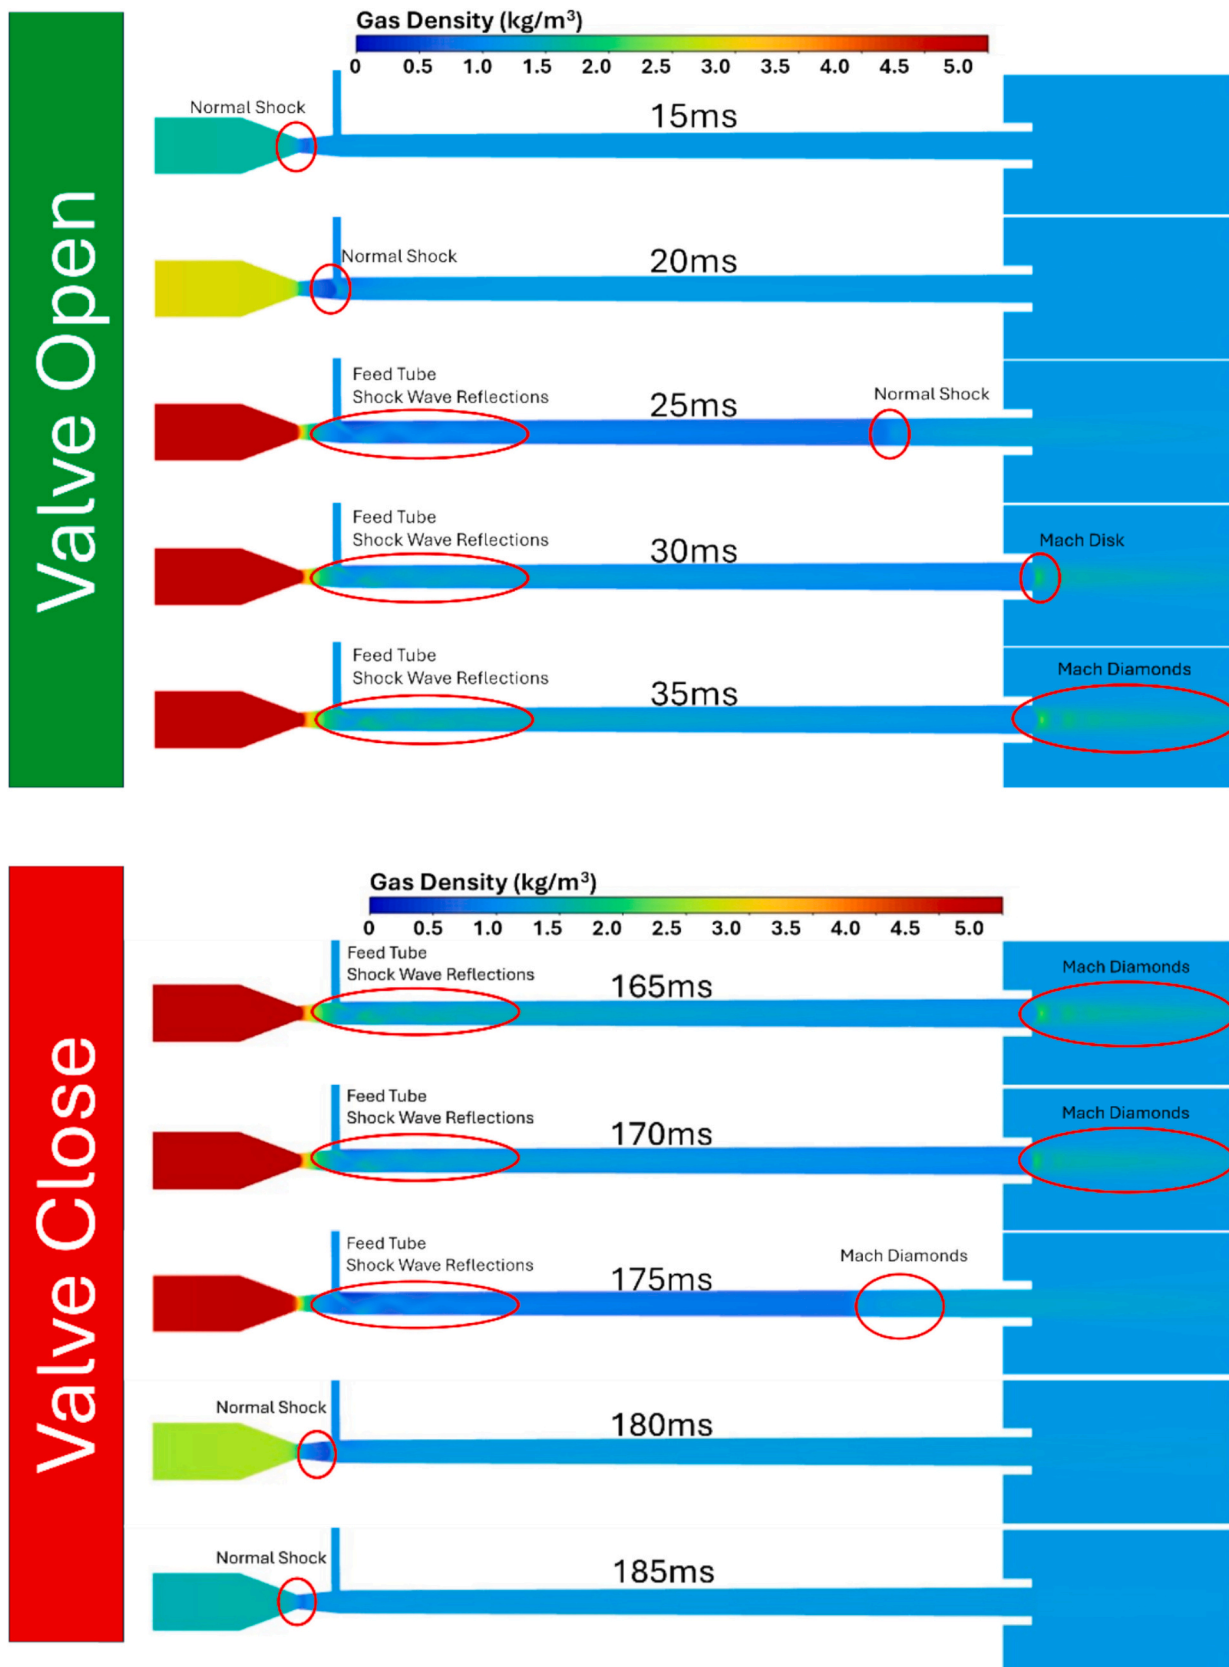 Valve Open
Gas Density (kg/m³)
0 0.5 1.0 1.5 2.0 2.5 3.0 3.5 4.0 4.5 5.0
Normal Shock
15ms
Normal Shock
20ms
Feed Tube
Shock Wave Reflections
25ms
Normal Shock
Feed Tube
Shock Wave Reflections
30ms
Mach Disk
Feed Tube
Shock Wave Reflections
35ms
Mach Diamonds
Valve Close
Gas Density (kg/m³)
0 0.5 1.0 1.5 2.0 2.5 3.0 3.5 4.0 4.5 5.0
Feed Tube
Shock Wave Reflections
165ms
Mach Diamonds
Feed Tube
Shock Wave Reflections
170ms
Mach Diamonds
Feed Tube
Shock Wave Reflections
175ms
Mach Diamonds
Normal Shock
180ms
Normal Shock
185ms